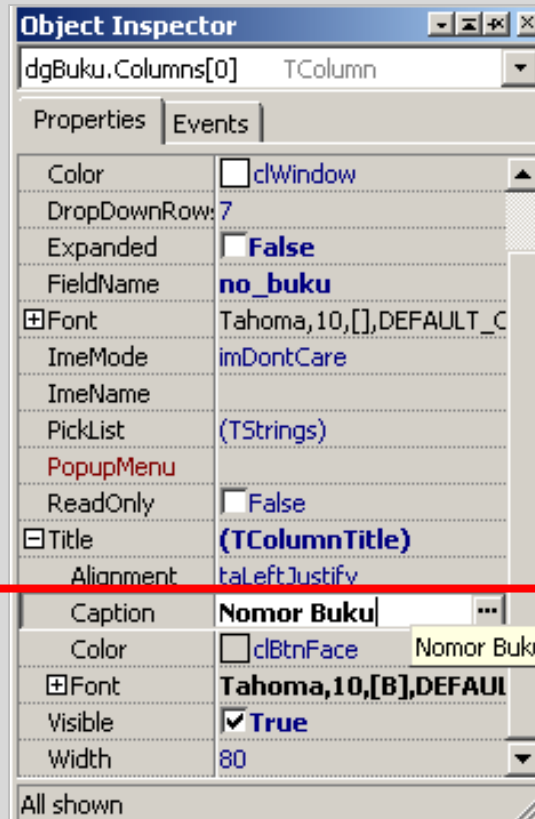 Object Inspector
dgBuku.Columns[0] TColumn
Properties Events
Color clWindow
DropDownRows 7
Expanded False
FieldName no_buku
Font Tahoma,10,[],DEFAULT_C
ImeMode imDontCare
ImeName
PickList (TStrings)
PopupMenu
ReadOnly False
Title (TColumnTitle)
Alignment taLeftJustify
Caption Nomor Buku ...
Color clBtnFace Nomor Buku
Font Tahoma,10,[B],DEFAUL
Visible True
Width 80
All shown